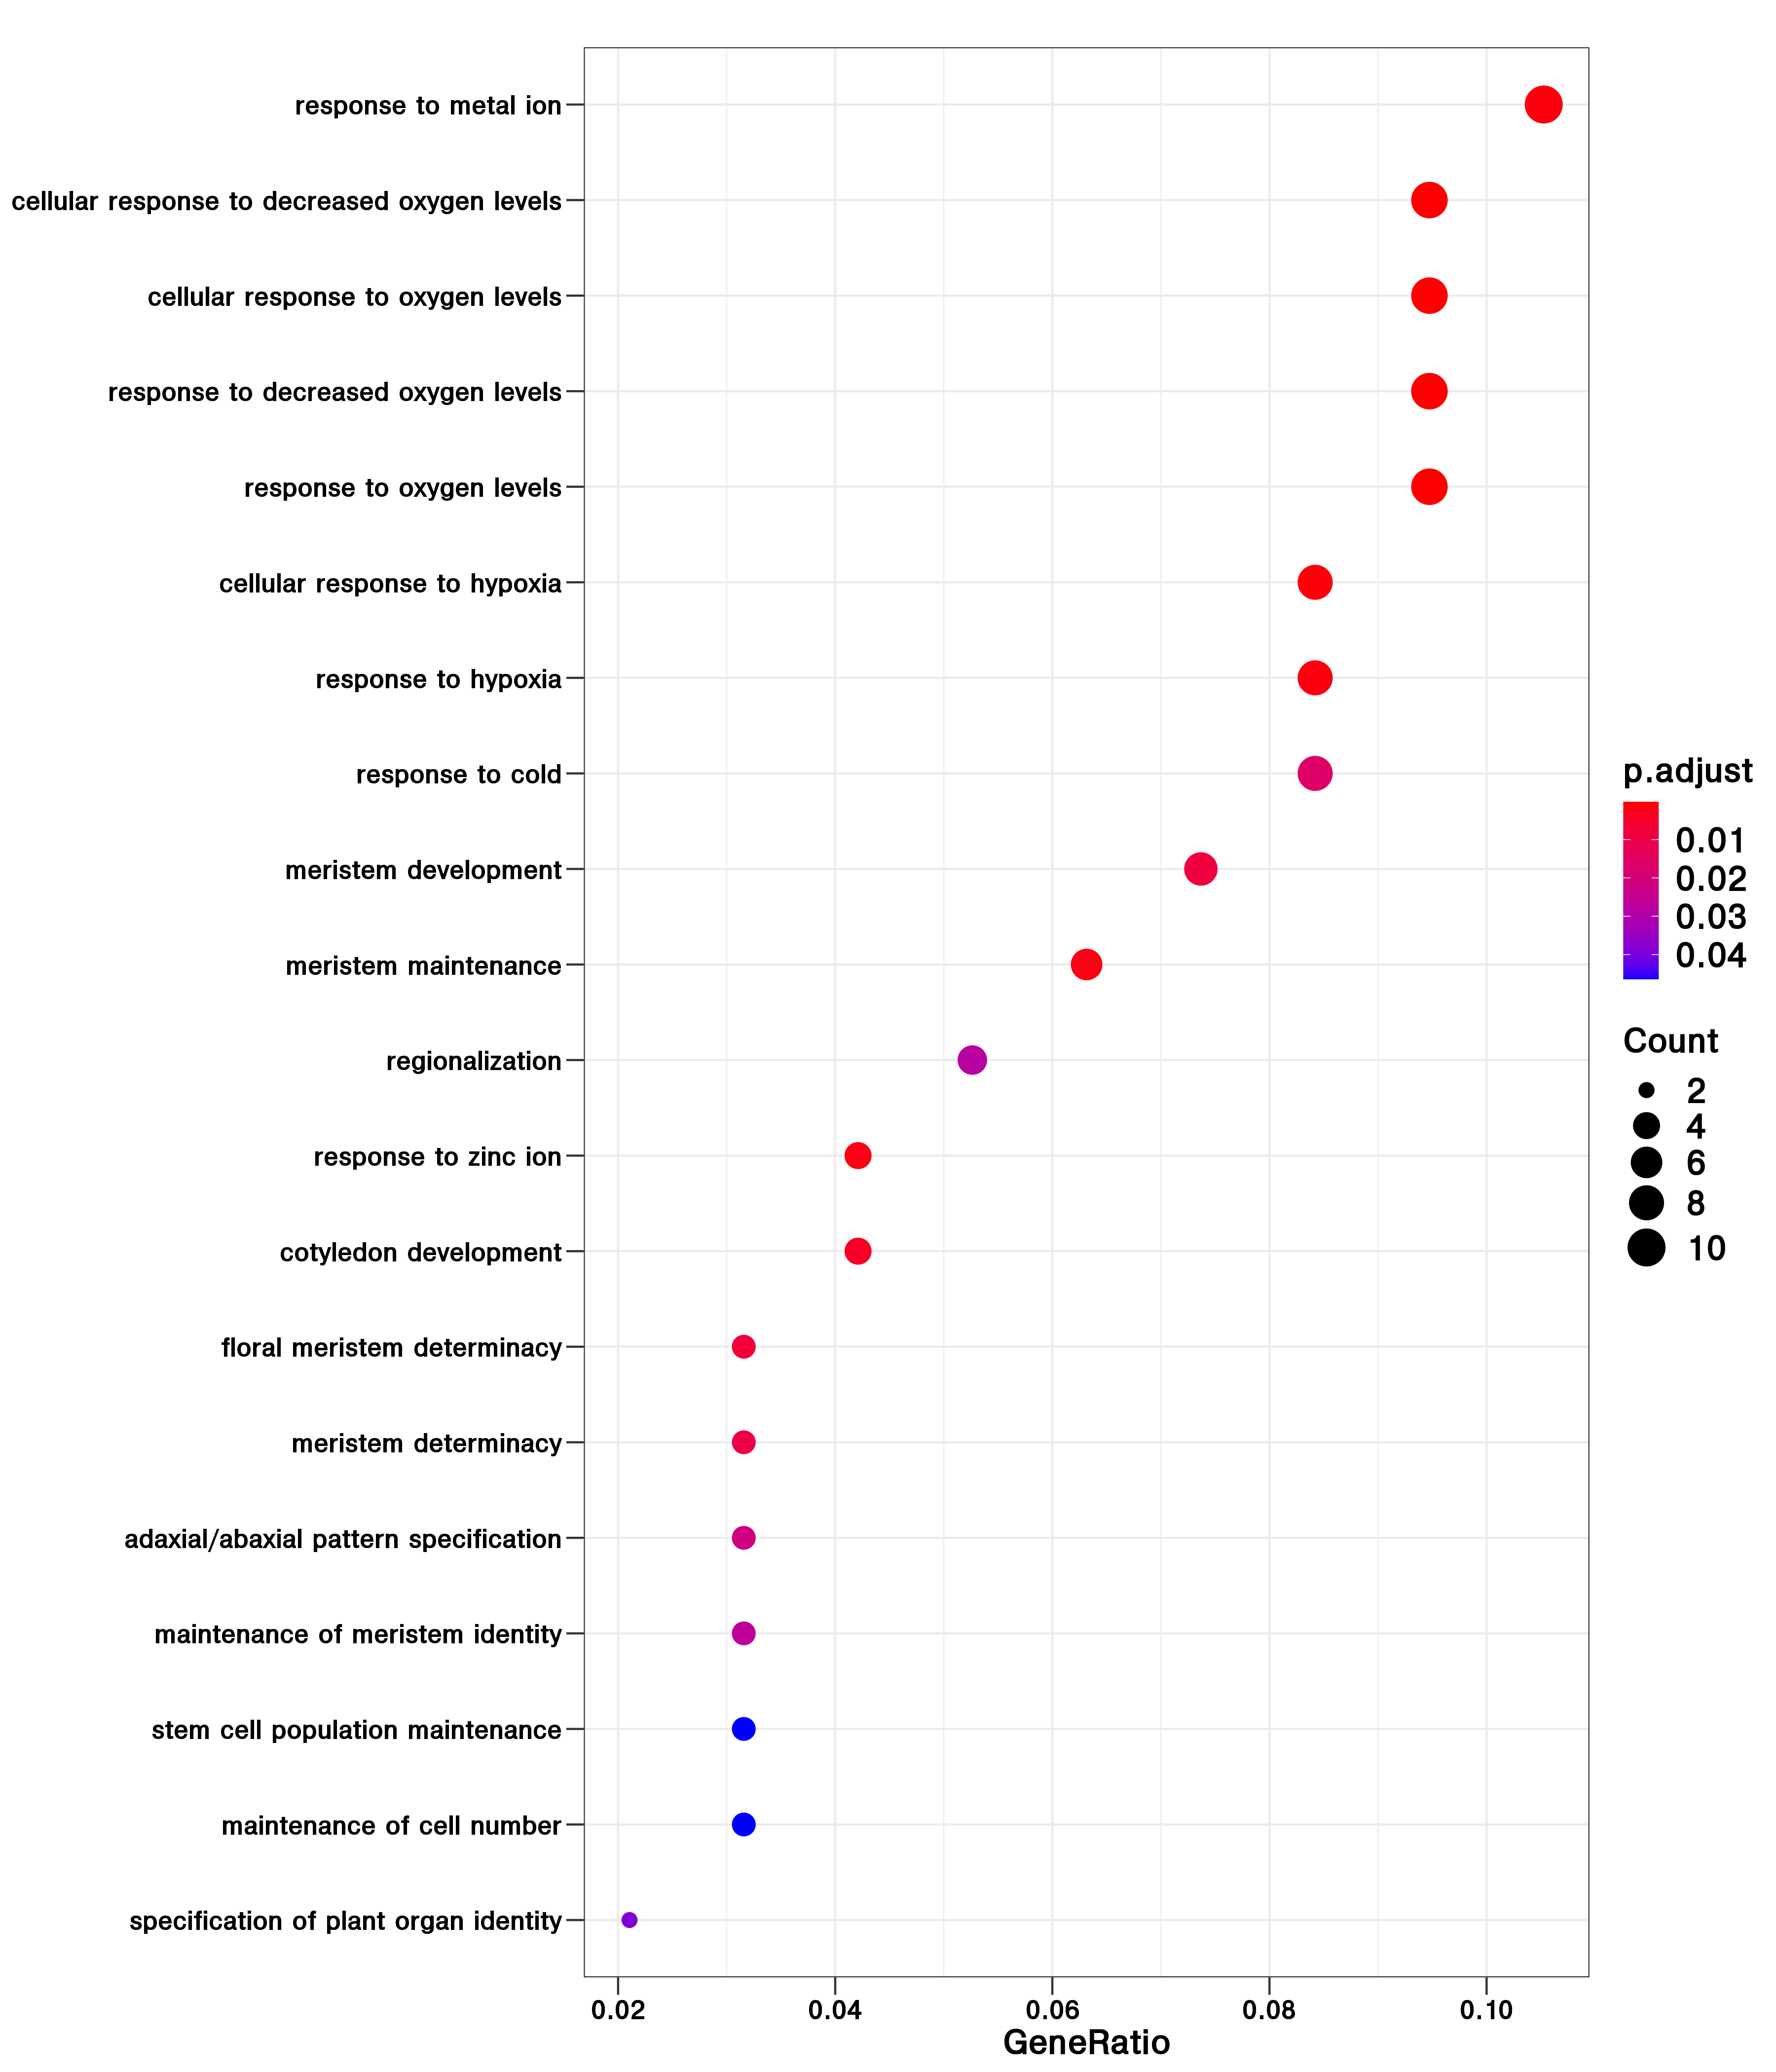 response to metal ion
cellular response to decreased oxygen levels
cellular response to oxygen levels
response to decreased oxygen levels
response to oxygen levels
cellular response to hypoxia
response to hypoxia
response to cold
meristem development
meristem maintenance
regionalization
response to zinc ion
cotyledon development
floral meristem determinacy
meristem determinacy
adaxial/abaxial pattern specification
maintenance of meristem identity
stem cell population maintenance
maintenance of cell number
specification of plant organ identity
0.02 0.04 0.06 0.08 0.10
GeneRatio
p.adjust
0.01
0.02
0.03
0.04
Count
2
4
6
8
10